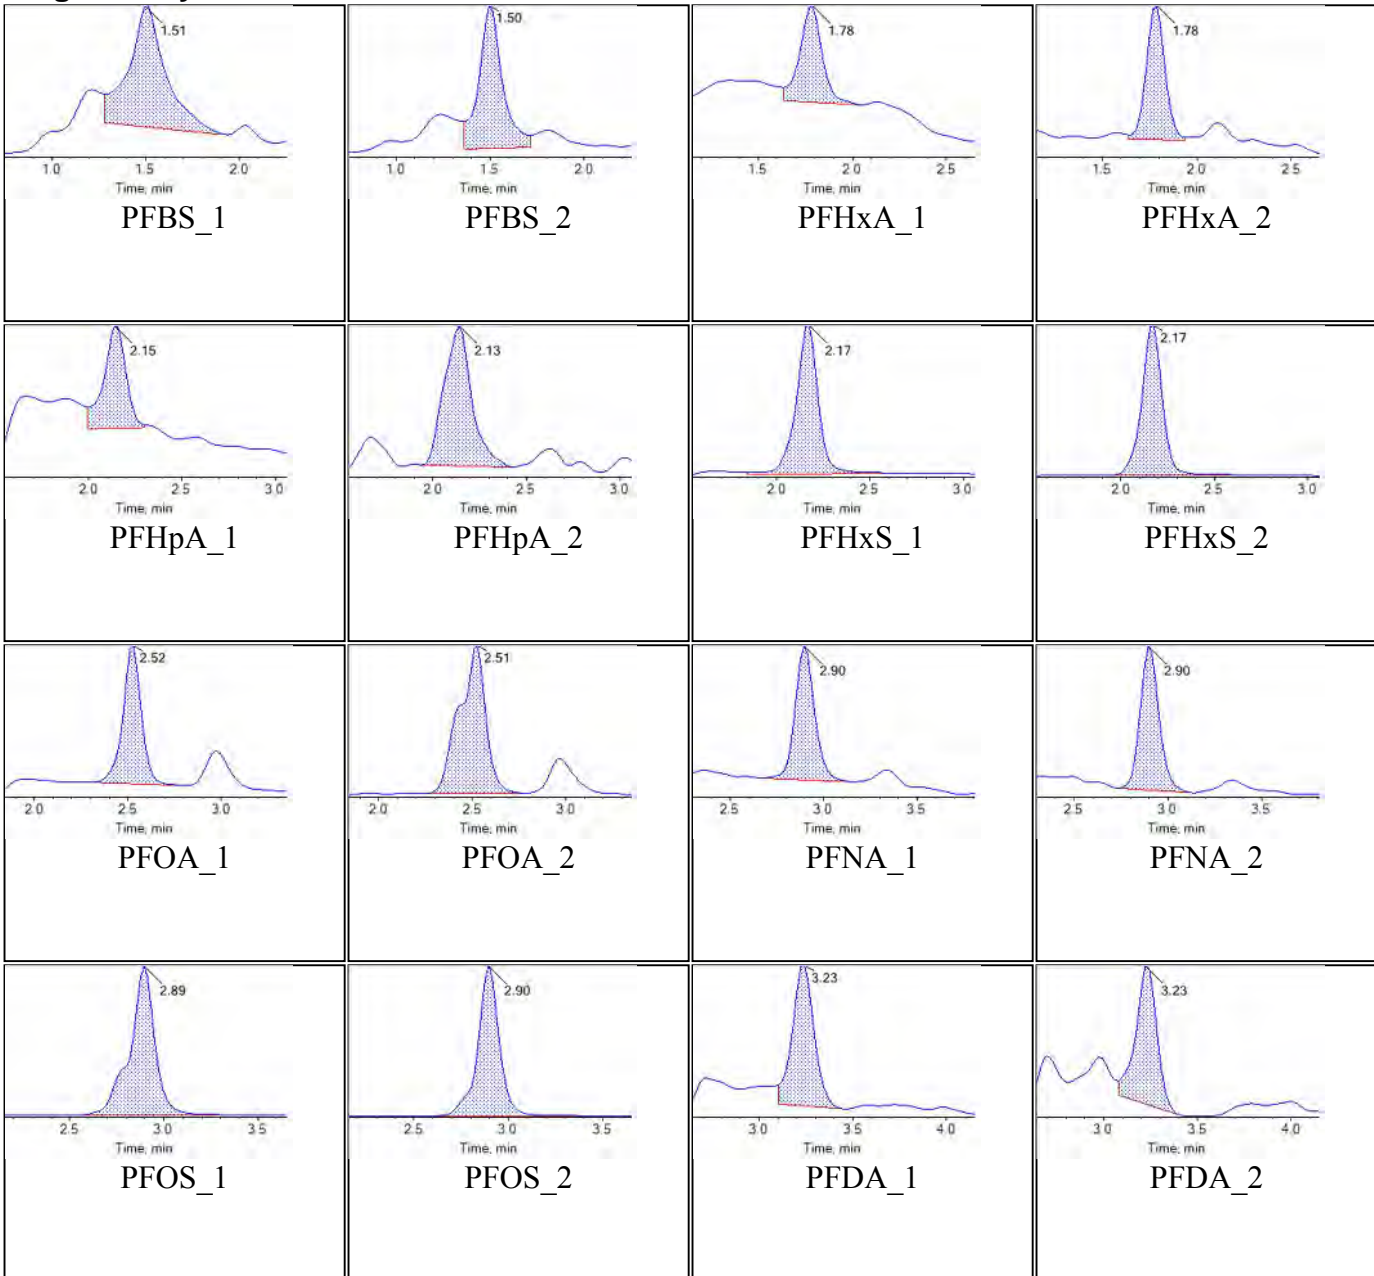 1.51
1.0 1.5 2.0
Time, min
PFBS_1
1.50
1.0 1.5 2.0
Time, min
PFBS_2
1.78
1.5 2.0 2.5
Time, min
PFHxA_1
1.78
1.5 2.0 2.5
Time, min
PFHxA_2
2.15
2.0 2.5 3.0
Time, min
PFHpA_1
2.13
2.0 2.5 3.0
Time, min
PFHpA_2
2.17
2.0 2.5 3.0
Time, min
PFHxS_1
2.17
2.0 2.5 3.0
Time, min
PFHxS_2
2.52
2.0 2.5 3.0
Time, min
PFOA_1
2.51
2.0 2.5 3.0
Time, min
PFOA_2
2.90
2.5 3.0 3.5
Time, min
PFNA_1
2.90
2.5 3.0 3.5
Time, min
PFNA_2
2.89
2.5 3.0 3.5
Time, min
PFOS_1
2.90
2.5 3.0 3.5
Time, min
PFOS_2
3.23
3.0 3.5 4.0
Time, min
PFDA_1
3.23
3.0 3.5 4.0
Time, min
PFDA_2